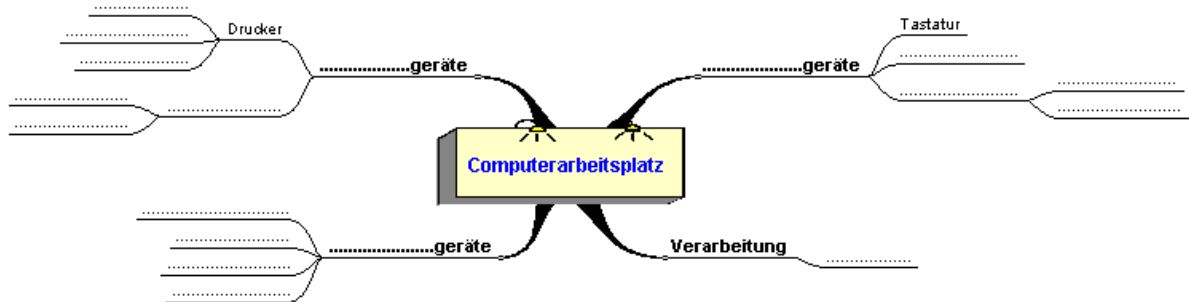 Drucker
Tastatur
....................geräte
......................geräte
Computerarbeitsplatz
.......................geräte
Verarbeitung